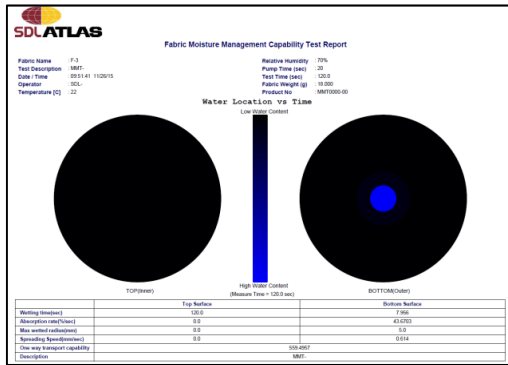 SDLATLAS
Fabric Moisture Management Capability Test Report
Fabric Name : F-3
Test Description : MMT-
Date / Time : 09:51:41 11/26/15
Operator : SDL-
Temperature [C] : 22
Relative Humidity : 70%
Pump Time (sec) : 20
Test Time (sec) : 120.0
Fabric Weight (g) : 10.000
Product No : MMT0000-00
Water Location vs Time
Low Water Content
High Water Content
(Measure Time = 120.0 sec)
TOP(Inner)
BOTTOM(Outer)
Top Surface Bottom Surface
Wetting time(sec) 120.0 7.956
Absorption rate(%/sec) 0.0 43.6703
Max wetted radius(mm) 0.0 5.0
Spreading Speed(mm/sec) 0.0 0.614
One way transport capability 559.4957
Description MMT-